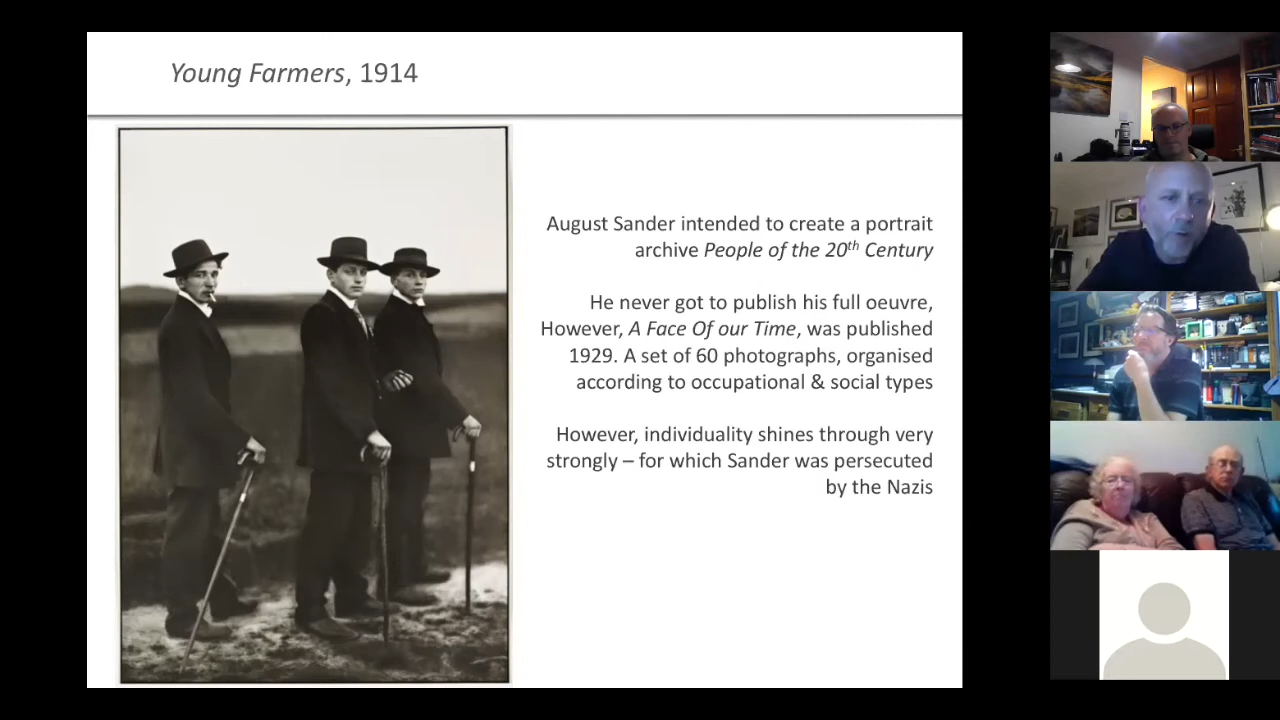 Young Farmers, 1914
August Sander intended to create a portrait
archive People of the 20th Century
He never got to publish his full oeuvre,
However, A Face Of our Time, was published
1929. A set of 60 photographs, organised
according to occupational & social types
However, individuality shines through very
strongly – for which Sander was persecuted
by the Nazis